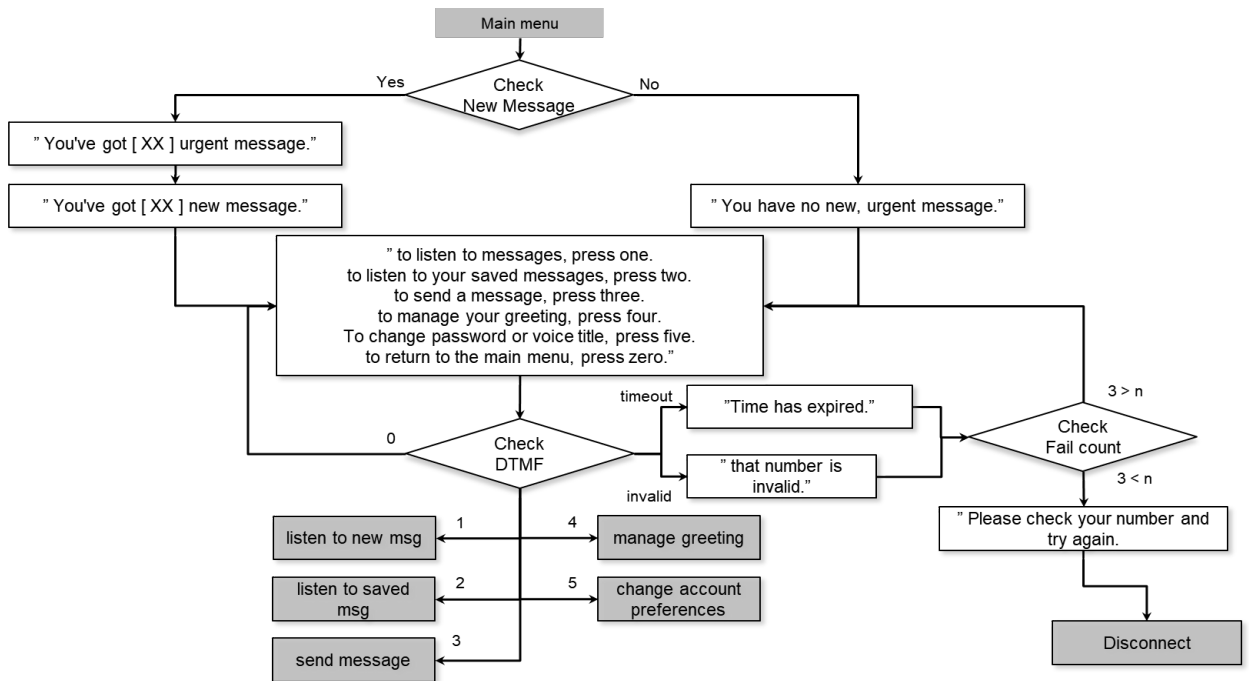 Main menu
Check
New Message
Yes
No
” You've got [ XX ] urgent message.”
” You've got [ XX ] new message.”
” You have no new, urgent message.”
” to listen to messages, press one.
to listen to your saved messages, press two.
to send a message, press three.
to manage your greeting, press four.
To change password or voice title, press five.
to return to the main menu, press zero.”
0
Check
DTMF
timeout
”Time has expired.”
invalid
” that number is
invalid.”
3 > n
Check
Fail count
3 < n
” Please check your number and
try again.
Disconnect
1
listen to new msg
4
manage greeting
2
listen to saved
msg
5
change account
preferences
3
send message